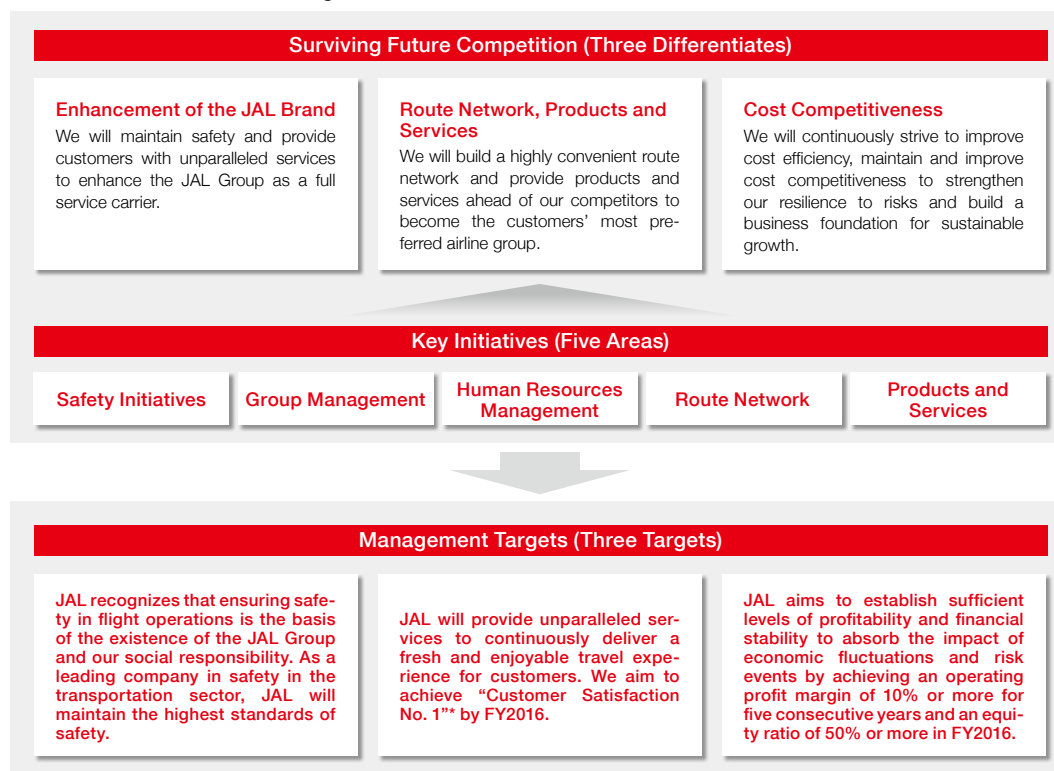 Surviving Future Competition (Three Differentiates)
Enhancement of the JAL Brand
We will maintain safety and provide
customers with unparalleled services
to enhance the JAL Group as a full
service carrier.
Route Network, Products and
Services
We will build a highly convenient route
network and provide products and
services ahead of our competitors to
become the customers' most pre-
ferred airline group.
Cost Competitiveness
We will continuously strive to improve
cost efficiency, maintain and improve
cost competitiveness to strengthen
our resilience to risks and build a
business foundation for sustainable
growth.
Key Initiatives (Five Areas)
Safety Initiatives
Group Management
Human Resources
Management
Route Network
Products and
Services
Management Targets (Three Targets)
JAL recognizes that ensuring safe-
ty in flight operations is the basis
of the existence of the JAL Group
and our social responsibility. As a
leading company in safety in the
transportation sector, JAL will
maintain the highest standards of
safety.
JAL will provide unparalleled ser-
vices to continuously deliver a
fresh and enjoyable travel expe-
rience for customers. We aim to
achieve “Customer Satisfaction
No. 1”* by FY2016.
JAL aims to establish sufficient
levels of profitability and financial
stability to absorb the impact of
economic fluctuations and risk
events by achieving an operating
profit margin of 10% or more for
five consecutive years and an equi-
ty ratio of 50% or more in FY2016.